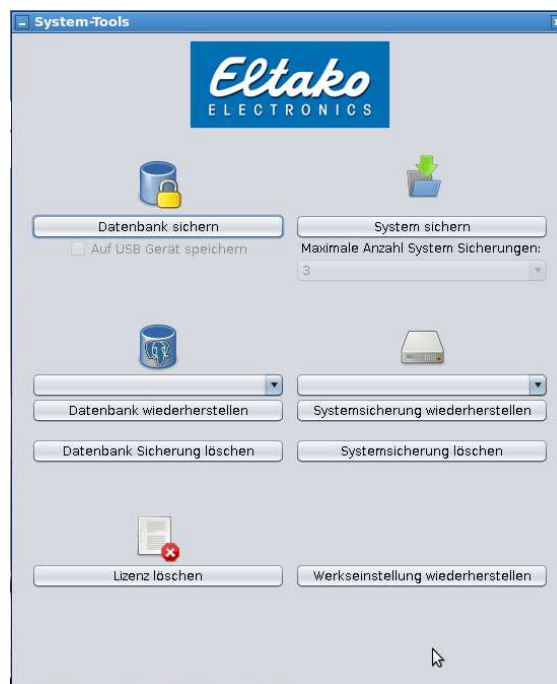 System-Tools
Eltako
ELECTRONICS
Datenbank sichern
System sichern
Auf USB Gerät speichern
Maximale Anzahl System Sicherungen:
3
Datenbank wiederherstellen
Systemsicherung wiederherstellen
Datenbank Sicherung löschen
Systemsicherung löschen
Lizenz löschen
Werkseinstellung wiederherstellen